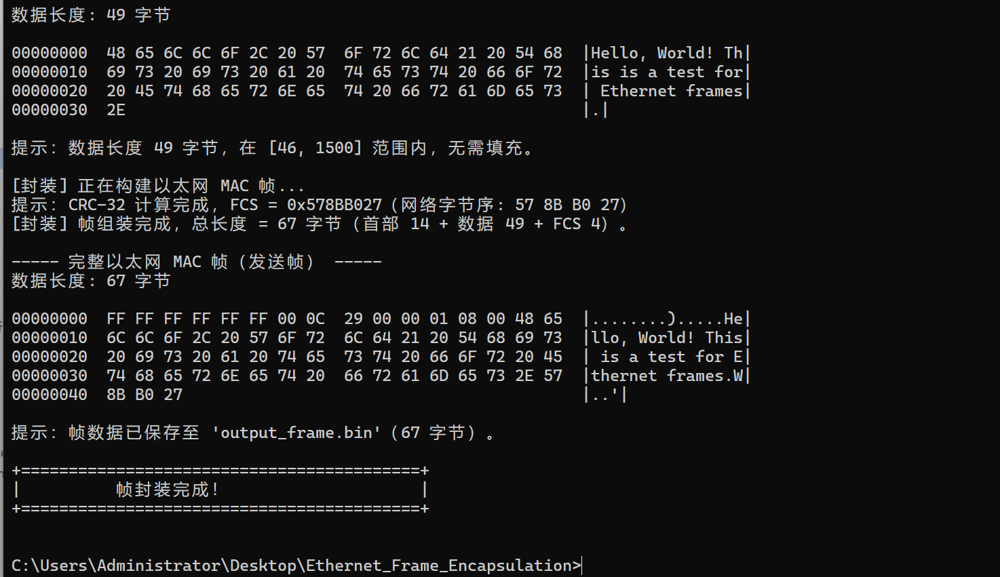 数据长度: 49 字节
00000000  48 65 6C 6C 6F 2C 20 57  6F 72 6C 64 21 20 54 68  |Hello, World! Th|
00000010  69 73 20 69 73 20 61 20  74 65 73 74 20 66 6F 72  |is is a test for|
00000020  20 45 74 68 65 72 6E 65  74 20 66 72 61 6D 65 73  | Ethernet frames|
00000030  2E                                                |.|
提示: 数据长度 49 字节, 在 [46, 1500] 范围内, 无需填充。
[封装] 正在构建以太网 MAC 帧...
提示: CRC-32 计算完成, FCS = 0x578BB027 (网络字节序: 57 8B B0 27)
[封装] 帧组装完成, 总长度 = 67 字节 (首部 14 + 数据 49 + FCS 4) 。
----- 完整以太网 MAC 帧 (发送帧) -----
数据长度: 67 字节
00000000  FF FF FF FF FF FF 00 0C  29 00 00 01 08 00 48 65  |........).....He|
00000010  6C 6C 6F 2C 20 57 6F 72  6C 64 21 20 54 68 69 73  |llo, World! This|
00000020  20 69 73 20 61 20 74 65  73 74 20 66 6F 72 20 45  | is a test for E|
00000030  74 68 65 72 6E 65 74 20  66 72 61 6D 65 73 2E 57  |thernet frames.W|
00000040  8B B0 27                                          |..'|
提示: 帧数据已保存至 'output_frame.bin' (67 字节) 。
+==========================================+
|          帧封装完成!                     |
+==========================================+
C:\Users\Administrator\Desktop\Ethernet_Frame_Encapsulation>